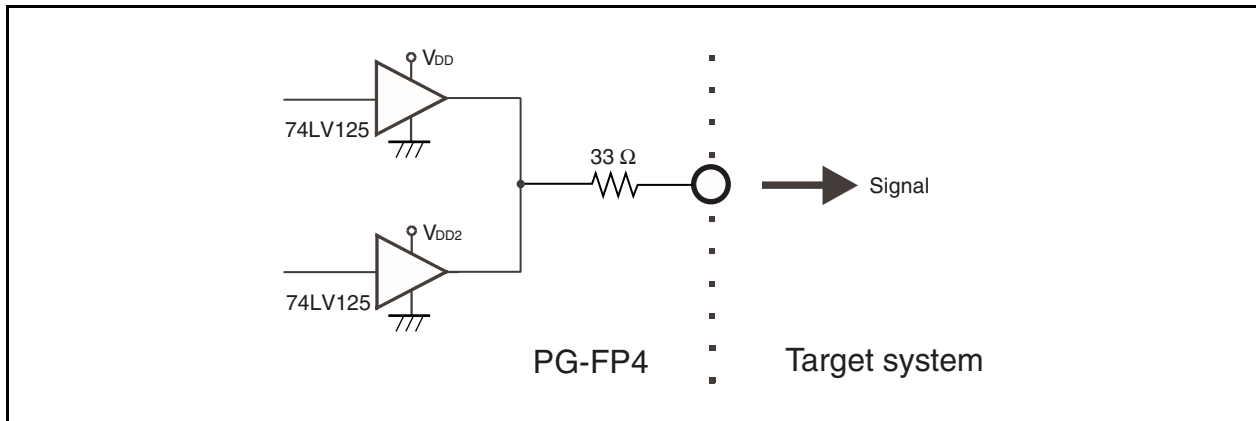 VDD
74LV125
33 Ω
Signal
VDD2
74LV125
PG-FP4
Target system